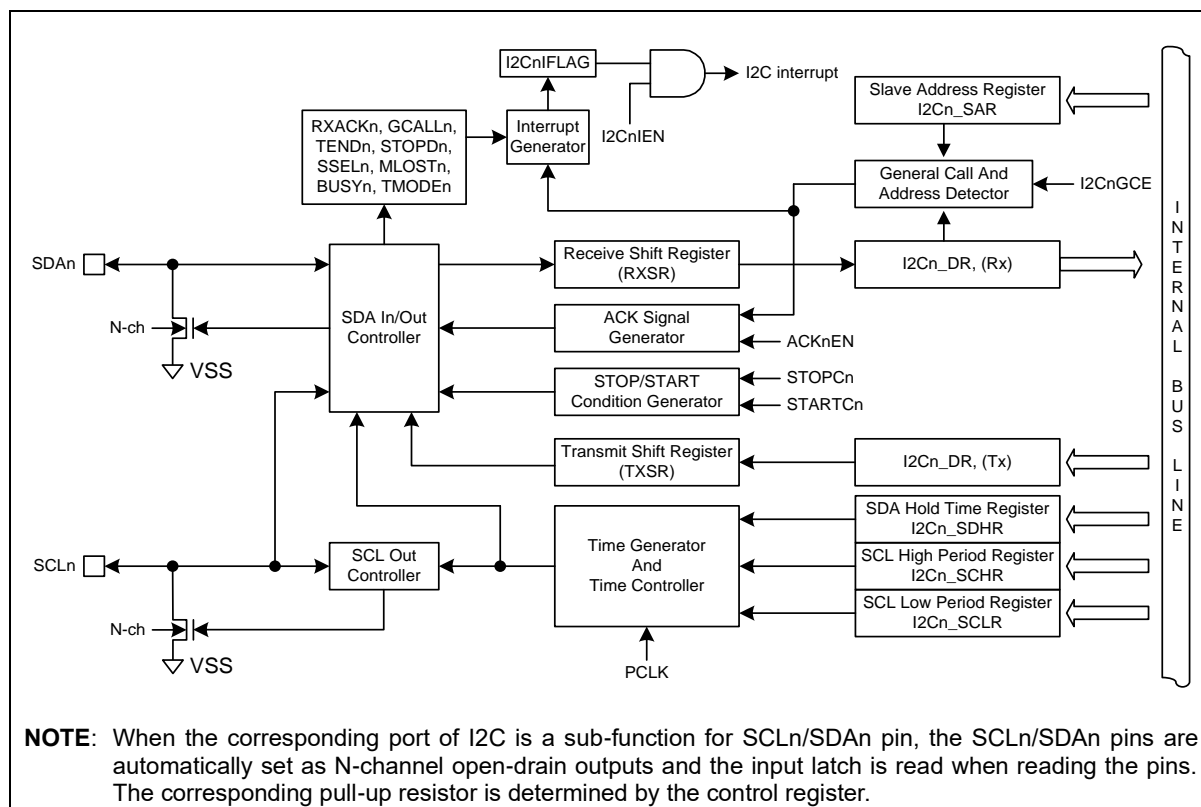 I2CnIFLAG
I2C interrupt
I2CnIEN
Slave Address Register
I2Cn_SAR
RXACKn, GCALLn,
TENDn, STOPDn,
SSELn, MLOSTn,
BUSYn, TMODEn
Interrupt
Generator
General Call And
Address Detector
I2CnGCE
SDAn
N-ch
VSS
SDA In/Out
Controller
Receive Shift Register
(RXSR)
I2Cn_DR, (Rx)
ACK Signal
Generator
ACKnEN
STOP/START
Condition Generator
STOPCn
STARTCn
Transmit Shift Register
(TXSR)
I2Cn_DR, (Tx)
SCLn
N-ch
VSS
SCL Out
Controller
Time Generator
And
Time Controller
PCLK
SDA Hold Time Register
I2Cn_SDHR
SCL High Period Register
I2Cn_SCHR
SCL Low Period Register
I2Cn_SCLR
INTERNAL BUS LINE
NOTE: When the corresponding port of I2C is a sub-function for SCLn/SDAn pin, the SCLn/SDAn pins are
automatically set as N-channel open-drain outputs and the input latch is read when reading the pins.
The corresponding pull-up resistor is determined by the control register.